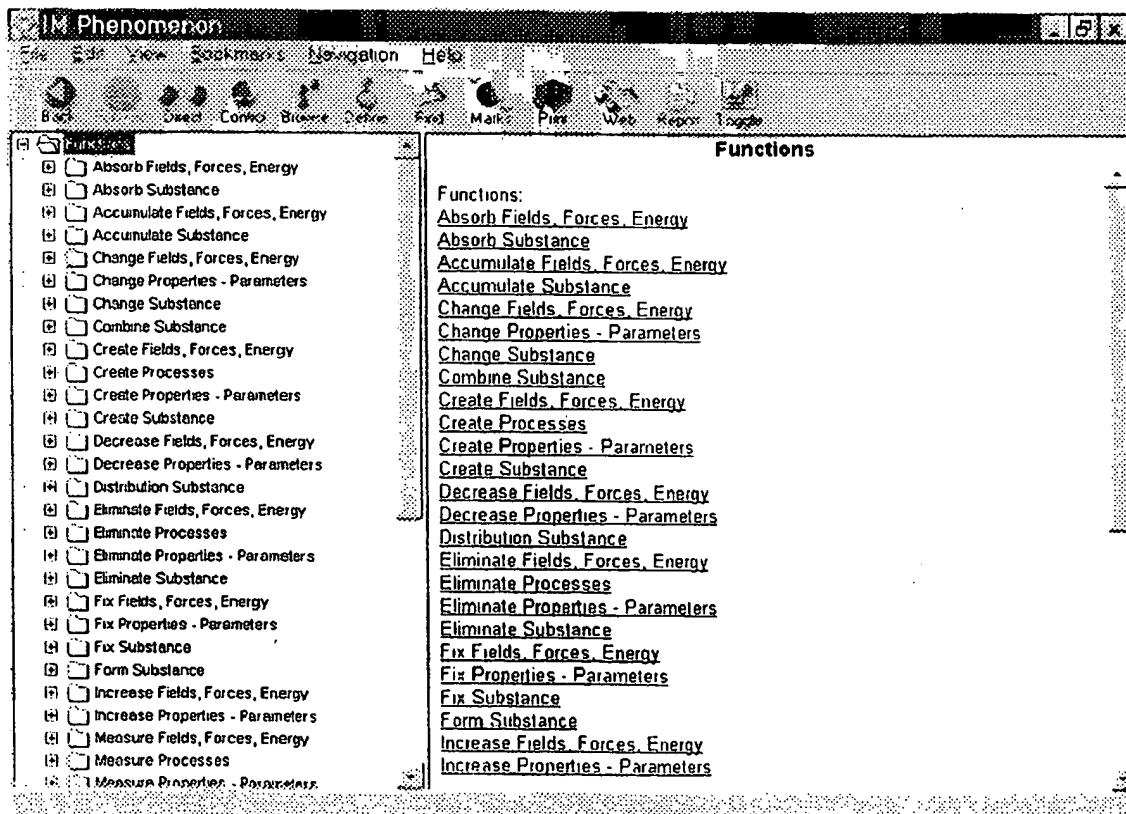 IM Phenomenon
File Edit View Bookmarks Navigation Help
Back Direct Control Browse Define Find Marks Print Web Report Toggle
Functions
Absorb Fields, Forces, Energy
Absorb Substance
Accumulate Fields, Forces, Energy
Accumulate Substance
Change Fields, Forces, Energy
Change Properties - Parameters
Change Substance
Combine Substance
Create Fields, Forces, Energy
Create Processes
Create Properties - Parameters
Create Substance
Decrease Fields, Forces, Energy
Decrease Properties - Parameters
Distribution Substance
Eliminate Fields, Forces, Energy
Eliminate Processes
Eliminate Properties - Parameters
Eliminate Substance
Fix Fields, Forces, Energy
Fix Properties - Parameters
Fix Substance
Form Substance
Increase Fields, Forces, Energy
Increase Properties - Parameters
Measure Fields, Forces, Energy
Measure Processes
Measure Properties - Parameters
Functions
Functions:
Absorb Fields, Forces, Energy
Absorb Substance
Accumulate Fields, Forces, Energy
Accumulate Substance
Change Fields, Forces, Energy
Change Properties - Parameters
Change Substance
Combine Substance
Create Fields, Forces, Energy
Create Processes
Create Properties - Parameters
Create Substance
Decrease Fields, Forces, Energy
Decrease Properties - Parameters
Distribution Substance
Eliminate Fields, Forces, Energy
Eliminate Processes
Eliminate Properties - Parameters
Eliminate Substance
Fix Fields, Forces, Energy
Fix Properties - Parameters
Fix Substance
Form Substance
Increase Fields, Forces, Energy
Increase Properties - Parameters